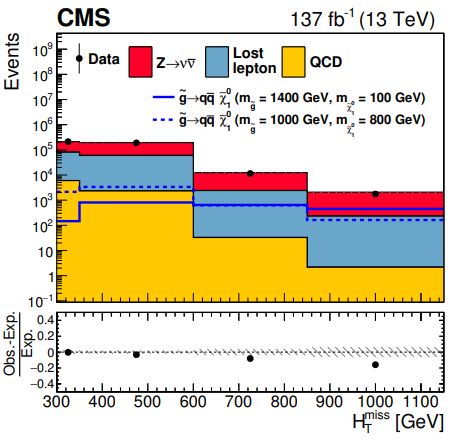 CMS 137 fb⁻¹ (13 TeV)
Events
10⁹
10⁸
10⁷
10⁶
10⁵
10⁴
10³
10²
10
1
10⁻¹
Data Z→νν̅ Lost lepton QCD
g̃→qq̅ χ̃₁⁰ (m_g̃ = 1400 GeV, m_χ̃₁⁰ = 100 GeV)
g̃→qq̅ χ̃₁⁰ (m_g̃ = 1000 GeV, m_χ̃₁⁰ = 800 GeV)
Obs.-Exp.
Exp.
0.4
0.2
0
−0.2
−0.4
300 400 500 600 700 800 900 1000 1100
H_T^miss [GeV]